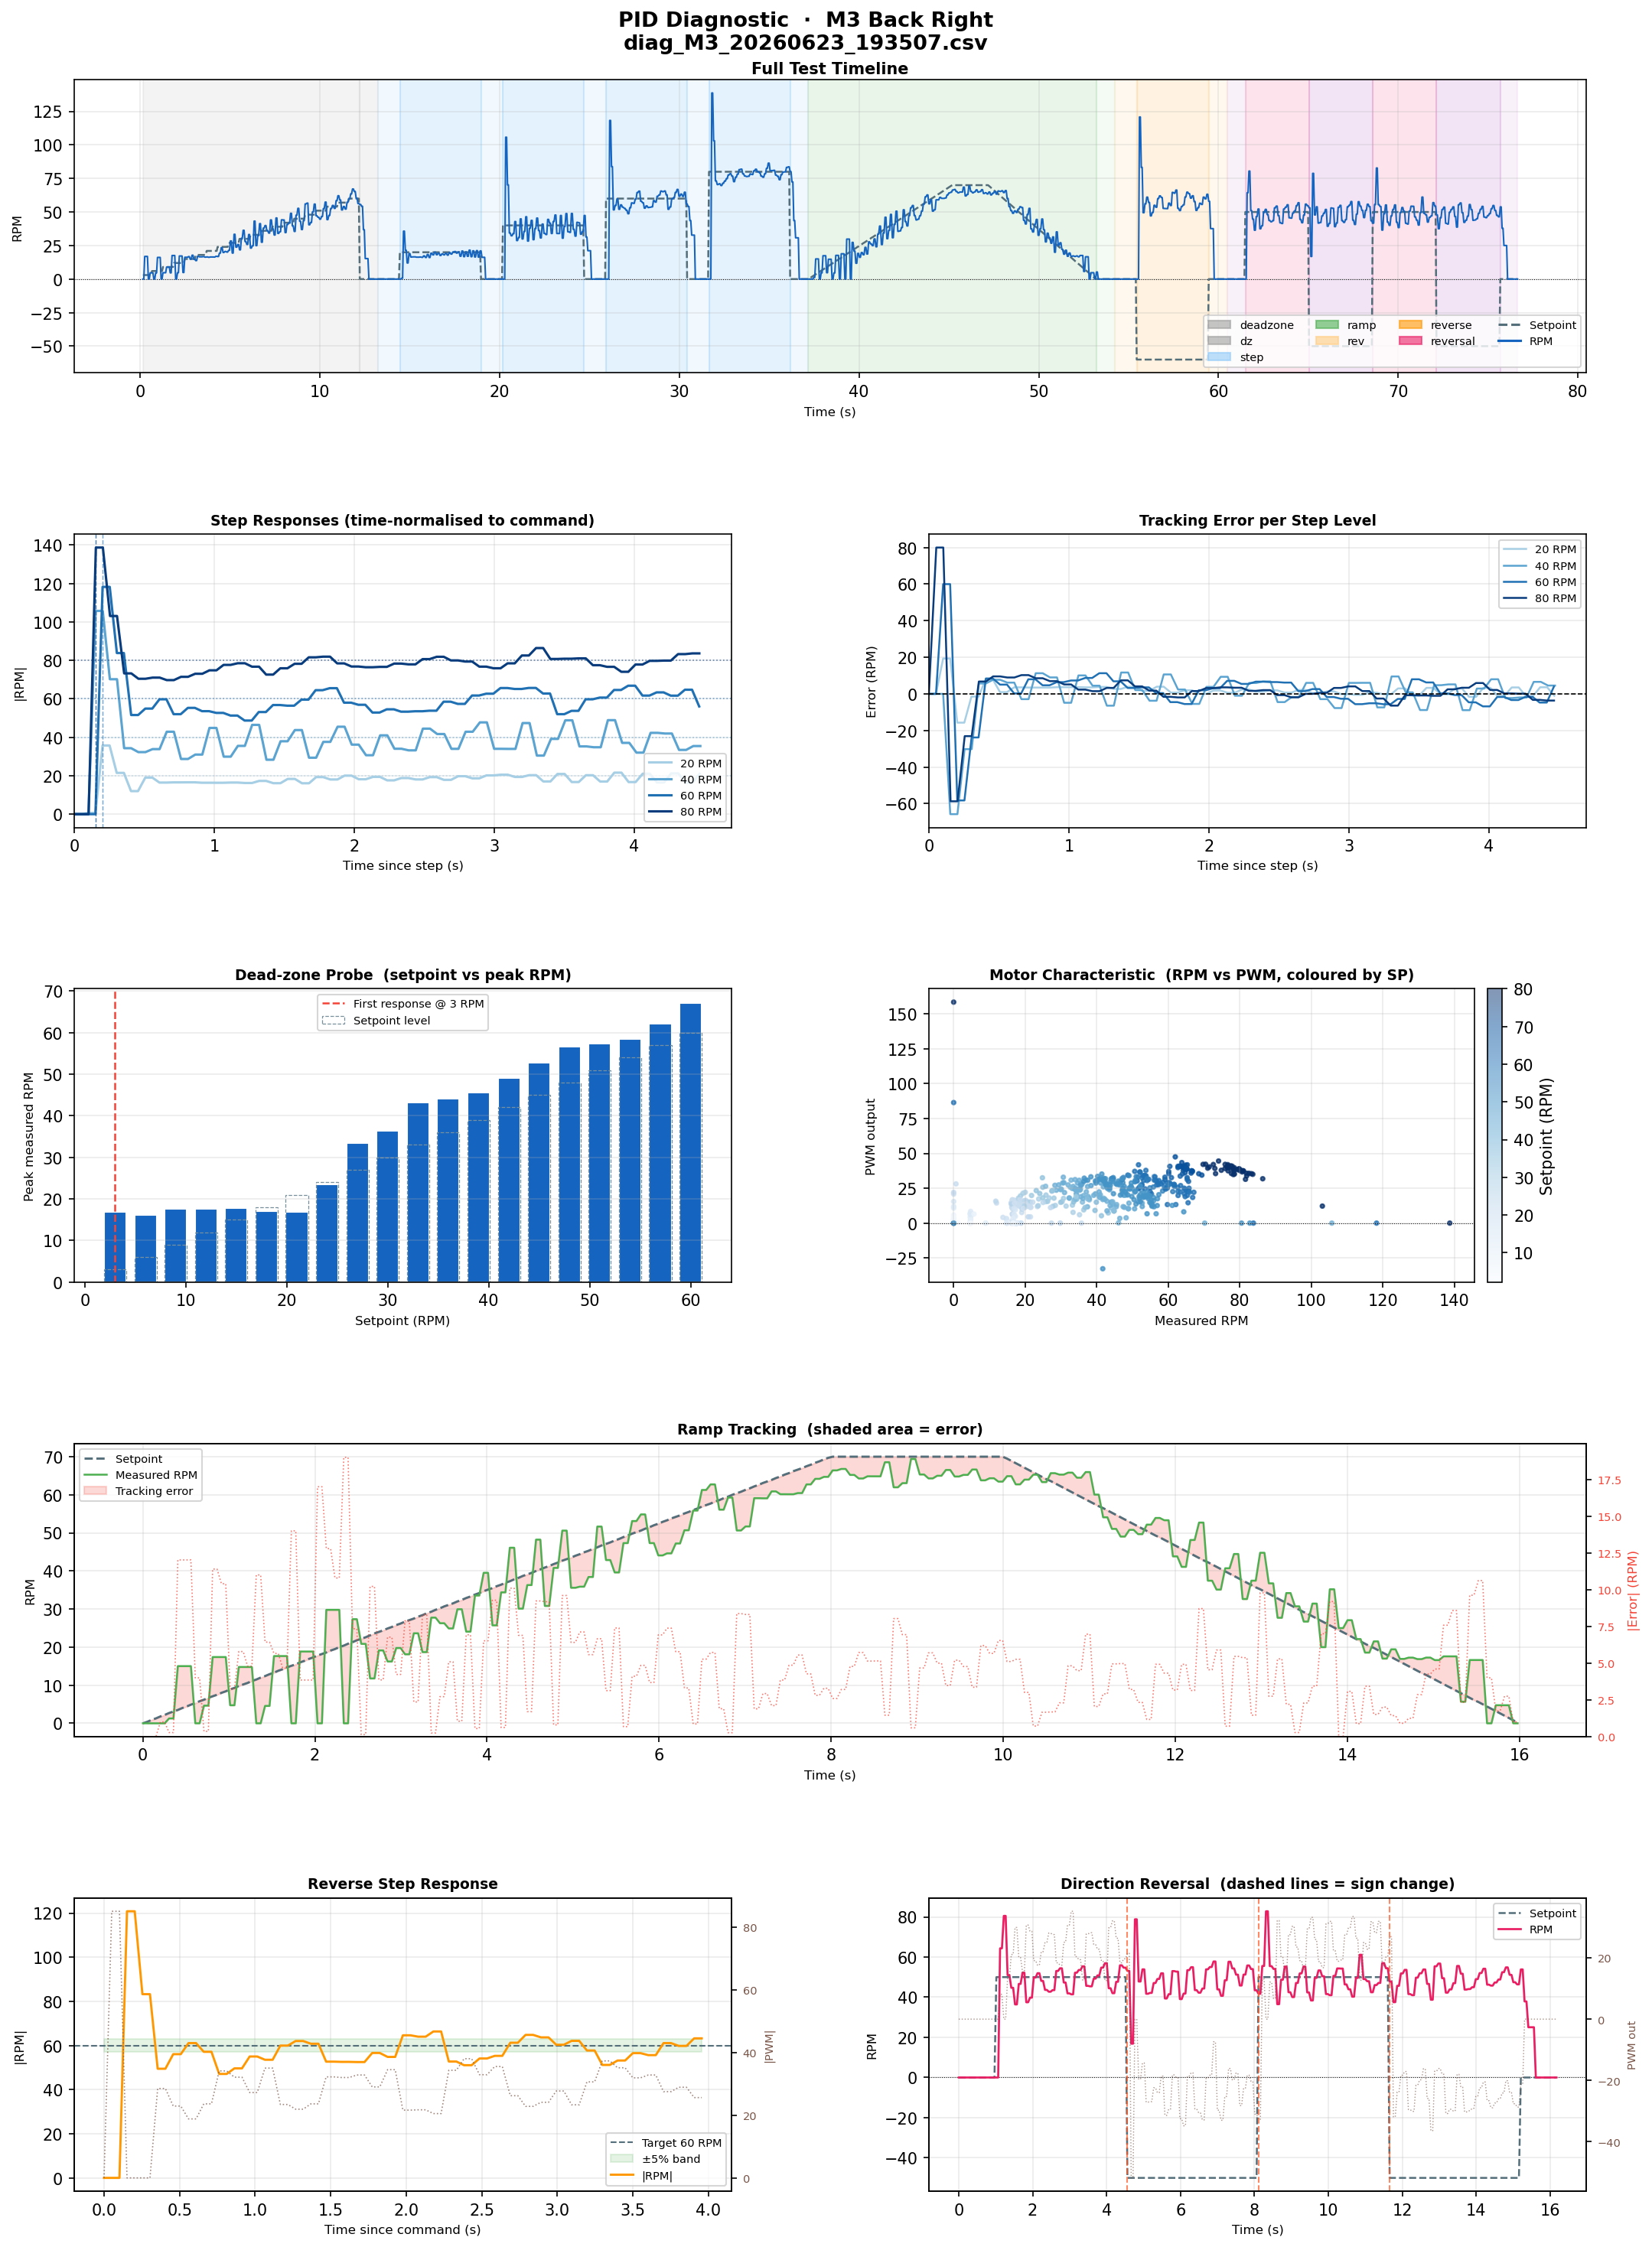 PID Diagnostic · M3 Back Right
diag_M3_20260623_193507.csv
Full Test Timeline
RPM
125
100
75
50
25
0
−25
−50
0 10 20 30 40 50 60 70 80
Time (s)
deadzone
dz
step
ramp
rev
reverse
reversal
Setpoint
RPM
Step Responses (time-normalised to command)
|RPM|
140
120
100
80
60
40
20
0
0 1 2 3 4
Time since step (s)
20 RPM
40 RPM
60 RPM
80 RPM
Tracking Error per Step Level
Error (RPM)
80
60
40
20
0
−20
−40
−60
0 1 2 3 4
Time since step (s)
20 RPM
40 RPM
60 RPM
80 RPM
Dead-zone Probe (setpoint vs peak RPM)
Peak measured RPM
70
60
50
40
30
20
10
0
0 10 20 30 40 50 60
Setpoint (RPM)
First response @ 3 RPM
Setpoint level
Motor Characteristic (RPM vs PWM, coloured by SP)
PWM output
150
125
100
75
50
25
0
−25
0 20 40 60 80 100 120 140
Measured RPM
80
70
60
50
40
30
20
10
Setpoint (RPM)
Ramp Tracking (shaded area = error)
RPM
70
60
50
40
30
20
10
0
0 2 4 6 8 10 12 14 16
Time (s)
Setpoint
Measured RPM
Tracking error
17.5
15.0
12.5
10.0
7.5
5.0
2.5
0.0
|Error| (RPM)
Reverse Step Response
|RPM|
120
100
80
60
40
20
0
0.0 0.5 1.0 1.5 2.0 2.5 3.0 3.5 4.0
Time since command (s)
80
60
40
20
0
|PWM|
Target 60 RPM
±5% band
|RPM|
Direction Reversal (dashed lines = sign change)
RPM
80
60
40
20
0
−20
−40
0 2 4 6 8 10 12 14 16
Time (s)
20
0
−20
−40
PWM out
Setpoint
RPM